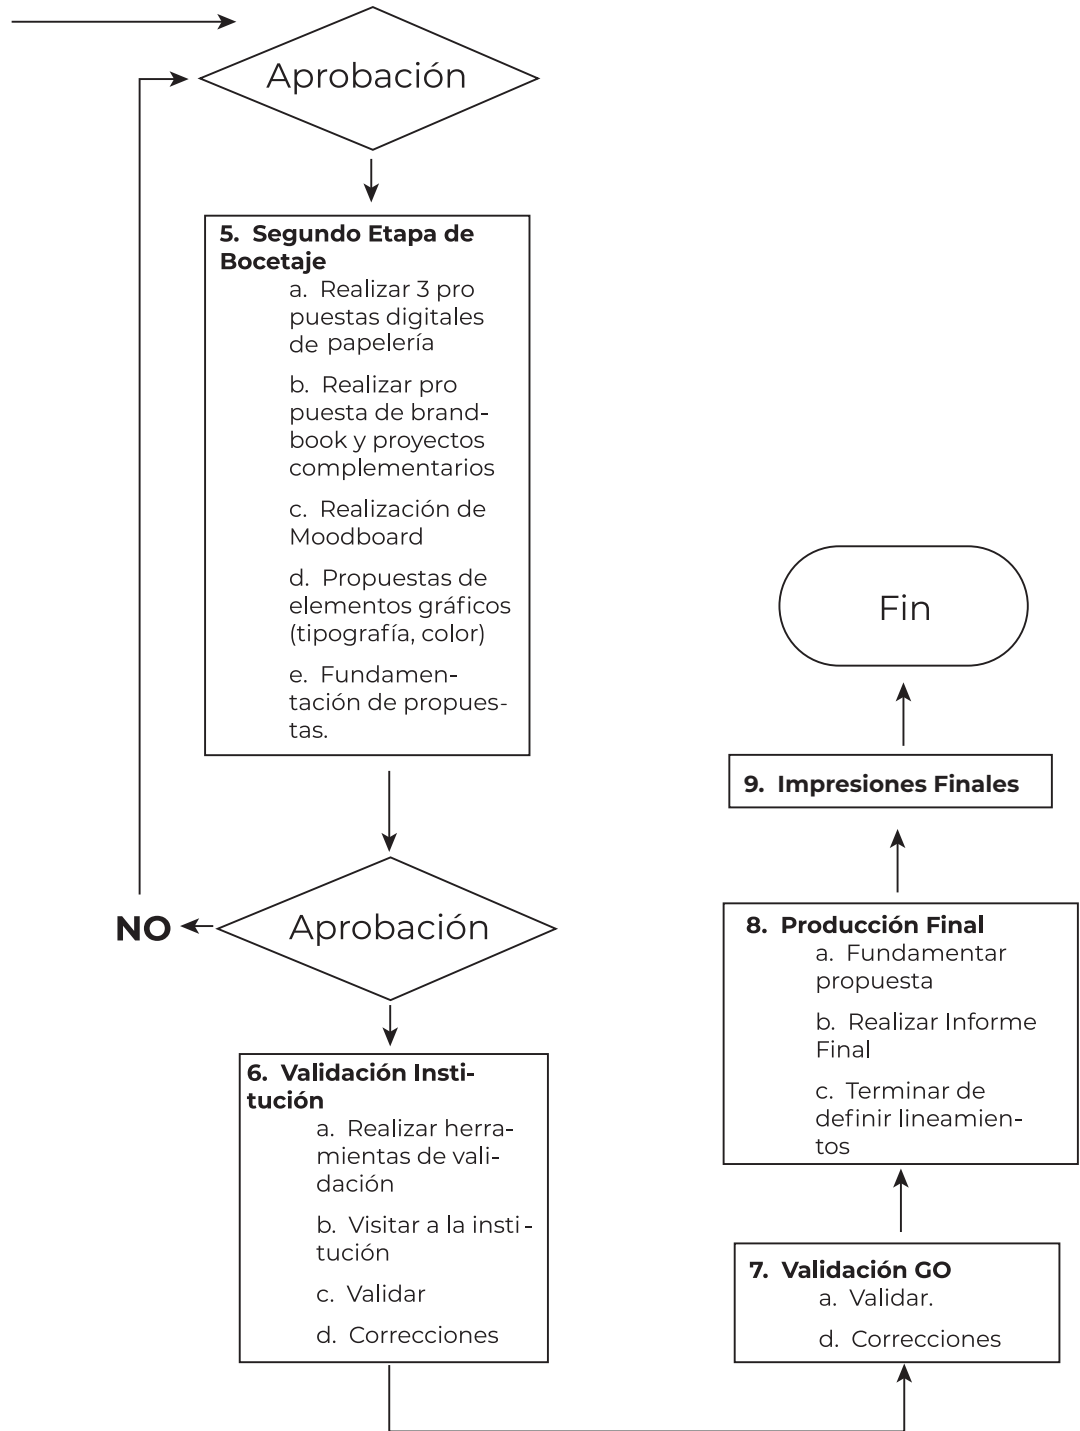 Aprobación
5. Segundo Etapa de
Bocetaje
a. Realizar 3 pro
puestas digitales
de papelería
b. Realizar pro
puesta de brand-
book y proyectos
complementarios
c. Realización de
Moodboard
d. Propuestas de
elementos gráficos
(tipografía, color)
e. Fundamen-
tación de propues-
tas.
Aprobación
NO
6. Validación Insti-
tución
a. Realizar herra-
mientas de vali-
dación
b. Visitar a la insti-
tución
c. Validar
d. Correcciones
7. Validación GO
a. Validar.
d. Correcciones
8. Producción Final
a. Fundamentar
propuesta
b. Realizar Informe
Final
c. Terminar de
definir lineamien-
tos
9. Impresiones Finales
Fin